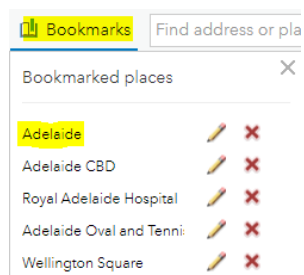 Bookmarks
Find address or pla
Bookmarked places
Adelaide
Adelaide CBD
Royal Adelaide Hospital
Adelaide Oval and Tenni
Wellington Square